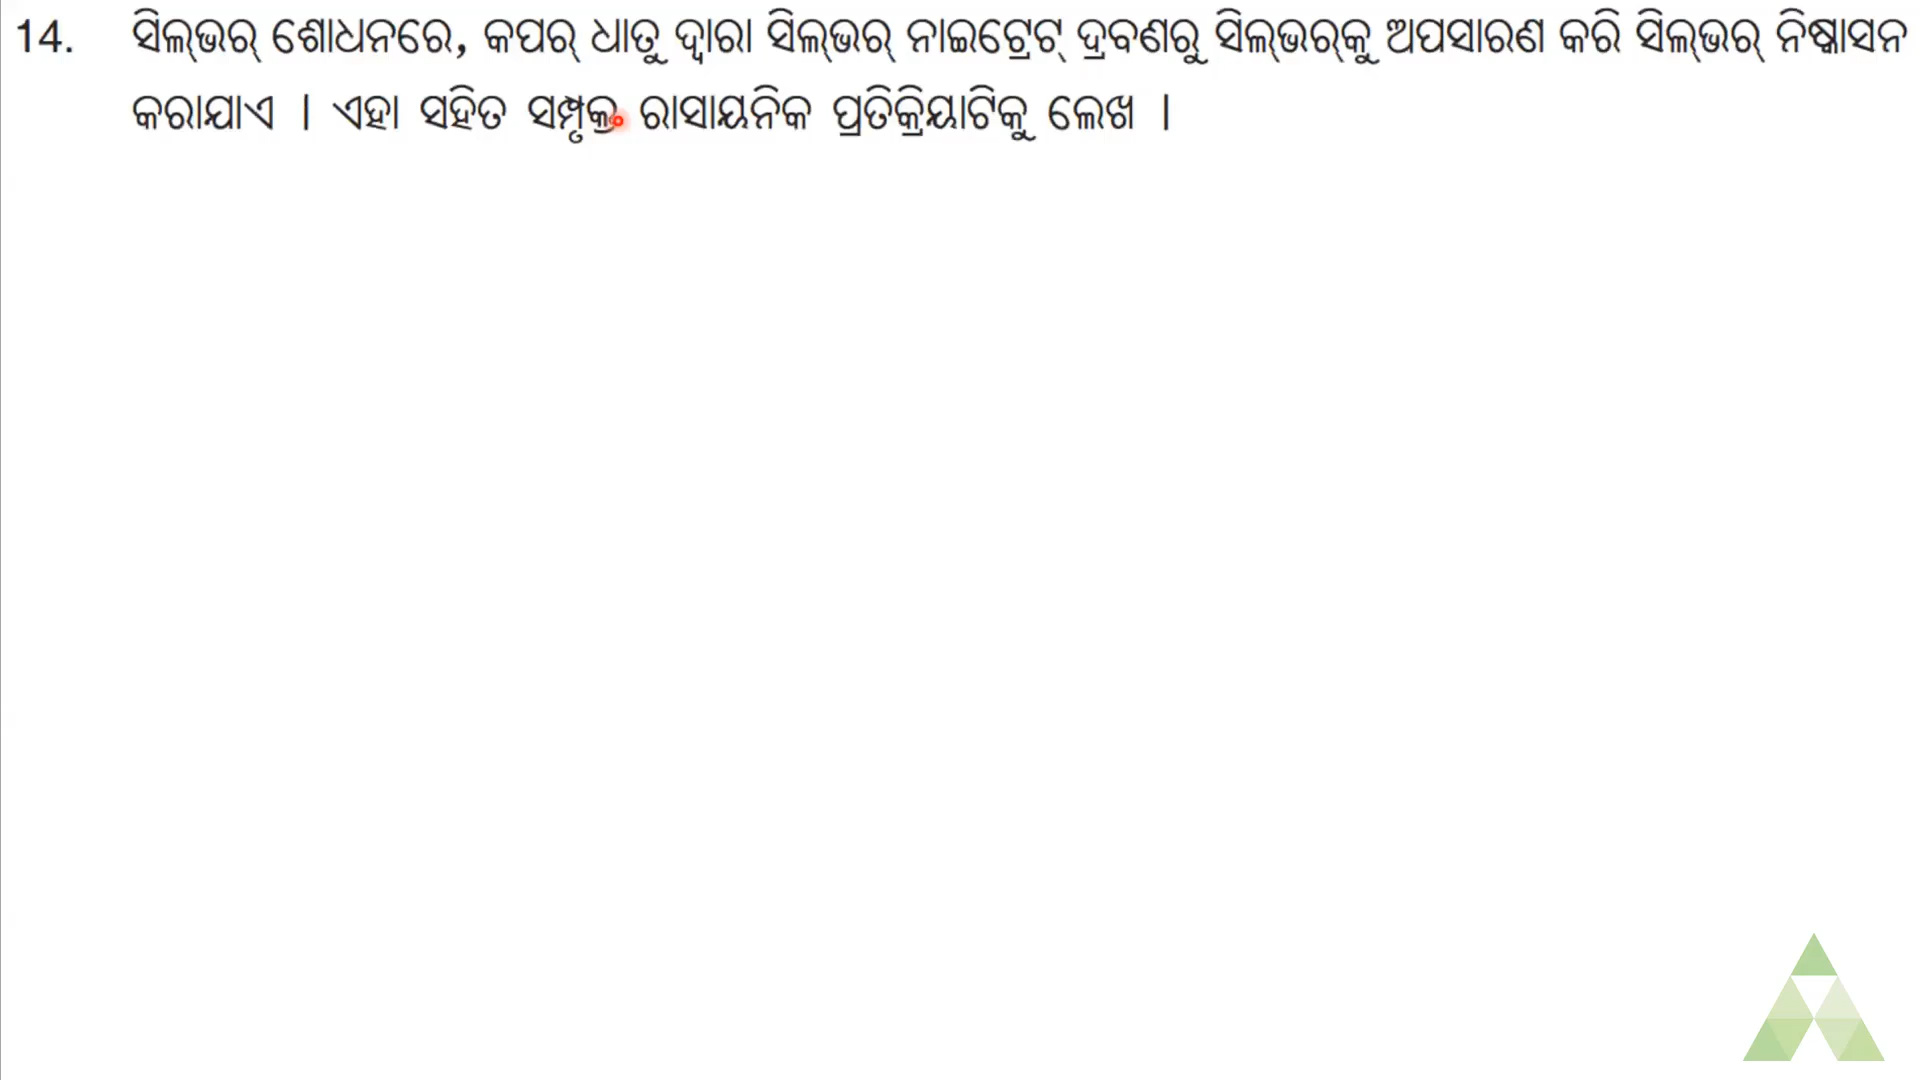 14. ସିଲ୍‌ଭର୍ ଶୋଧନରେ, କପର୍ ଧାତୁ ଦ୍ୱାରା ସିଲ୍‌ଭର୍ ନାଇଟ୍ରେଟ୍ ଦ୍ରବଣରୁ ସିଲ୍‌ଭର୍‌କୁ ଅପସାରଣ କରି ସିଲ୍‌ଭର୍ ନିଷ୍କାସନ
କରାଯାଏ । ଏହା ସହିତ ସମ୍ପୃକ୍ତ ରାସାୟନିକ ପ୍ରତିକ୍ରିୟାଟିକୁ ଲେଖ ।